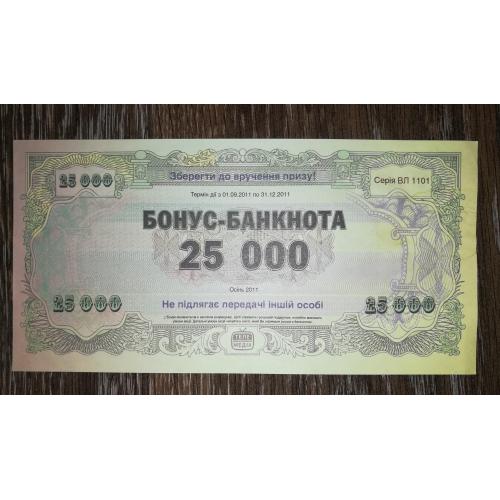 Зберегти до вручення призу!
25 000
Серія ВЛ 1101
Термін дії з 01.09.2011 по 31.12.2011
БОНУС-БАНКНОТА
25 000
Осінь 2011
25 000
Не підлягає передачі іншій особі
25 000
МЕДІА